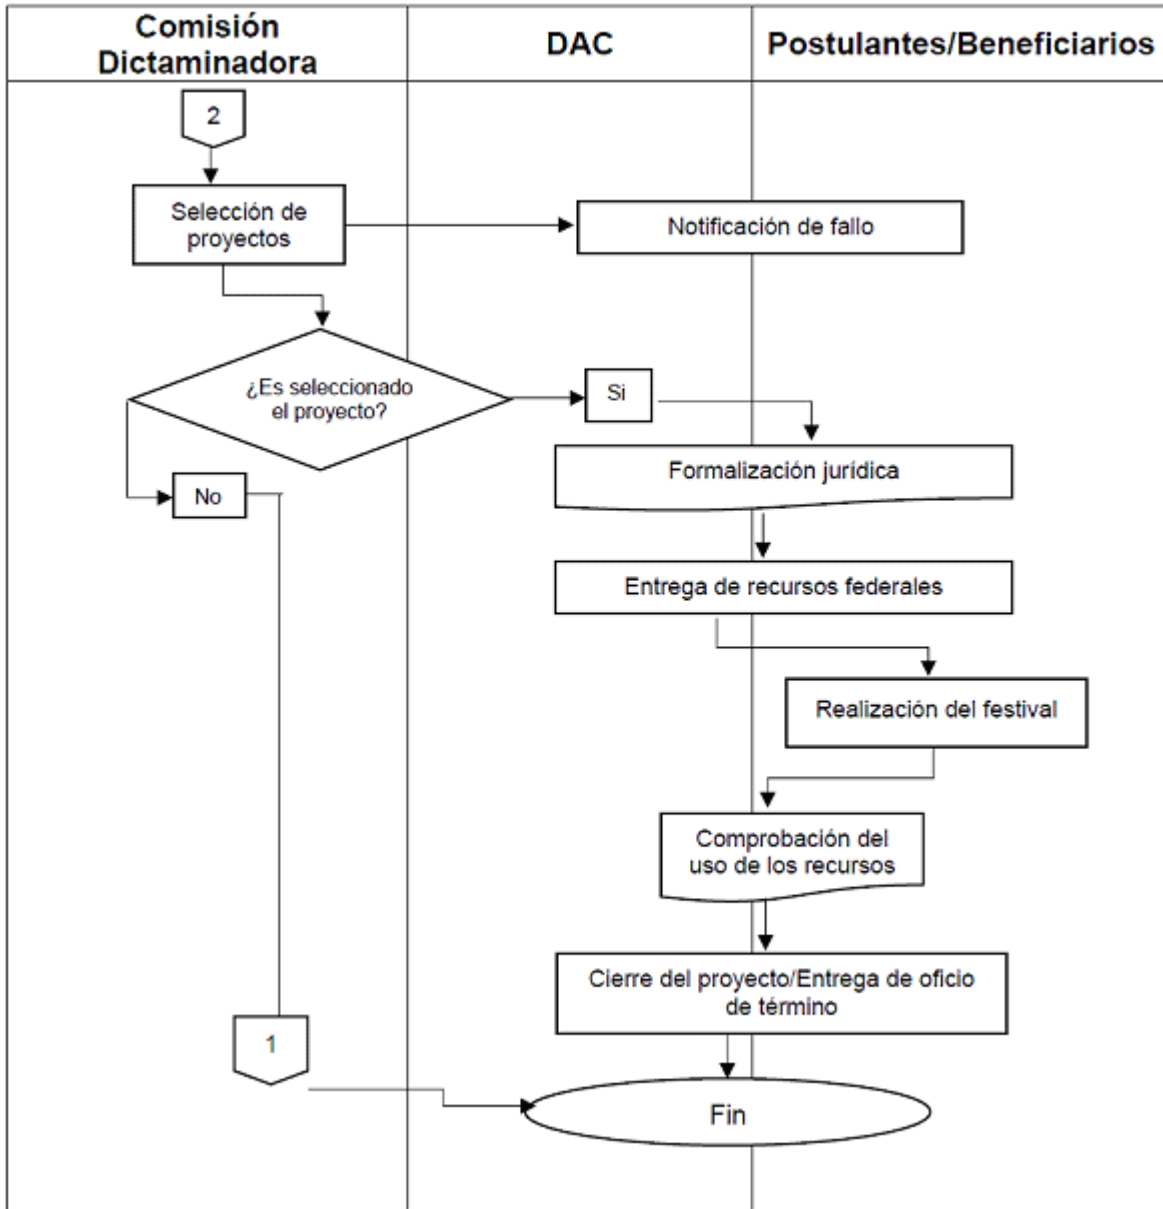 Comisión
Dictaminadora
DAC
Postulantes/Beneficiarios
2
Selección de
proyectos
Notificación de fallo
¿Es seleccionado
el proyecto?
Si
No
Formalización jurídica
Entrega de recursos federales
Realización del festival
Comprobación del
uso de los recursos
Cierre del proyecto/Entrega de oficio
de término
1
Fin